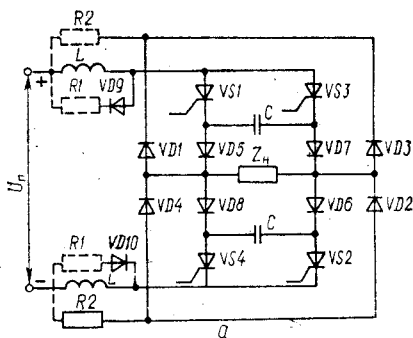 R2
L
+
R1 VD9
VS1
VS3
C
VD1
VD5
Zн
VD7
VD3
Uп
VD4
VD8
VD6
VD2
C
R1 VD10
VS4
VS2
−
L
R2
а